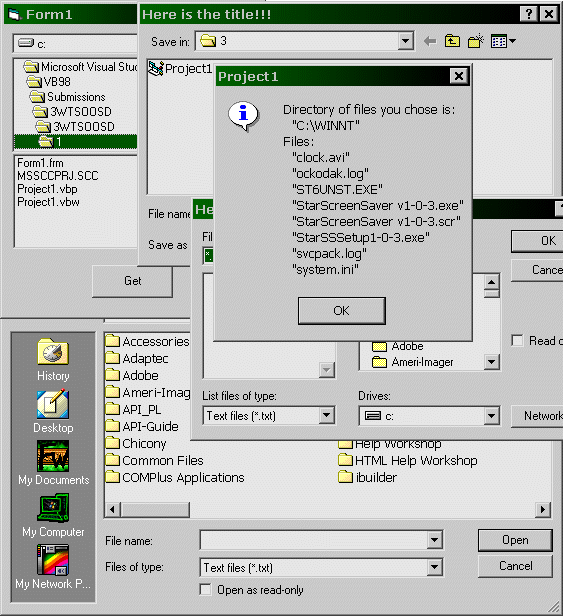 Form1
c:
Microsoft Visual Stud
VB98
Submissions
3WTSOOSD
3WTSOOSD
1
Form1.frm
MSSCCPRJ.SCC
Project1.vbp
Project1.vbw
Get
Here is the title!!!
Save in:
3
Project1
File name
Save as
Project1
Directory of files you chose is:
"C:\WINNT"
Files:
"clock.avi"
"ockodak.log"
"ST6UNST.EXE"
"StarScreenSaver v1-0-3.exe"
"StarScreenSaver v1-0-3.scr"
"StarSSSetup1-0-3.exe"
"svcpack.log"
"system.ini"
OK
He
Fil
*.
OK
Cance
Adobe
Ameri-Imager
Read o
List files of type:
Text files (*.txt)
Drives:
c:
Network
History
Desktop
My Documents
My Computer
My Network P...
Accessories
Adaptec
Adobe
Ameri-Imag
API_PL
API-Guide
Chicony
Common Files
COMPlus Applications
Help Workshop
HTML Help Workshop
ibuilder
File name:
Open
Files of type:
Text files (*.txt)
Cancel
Open as read-only